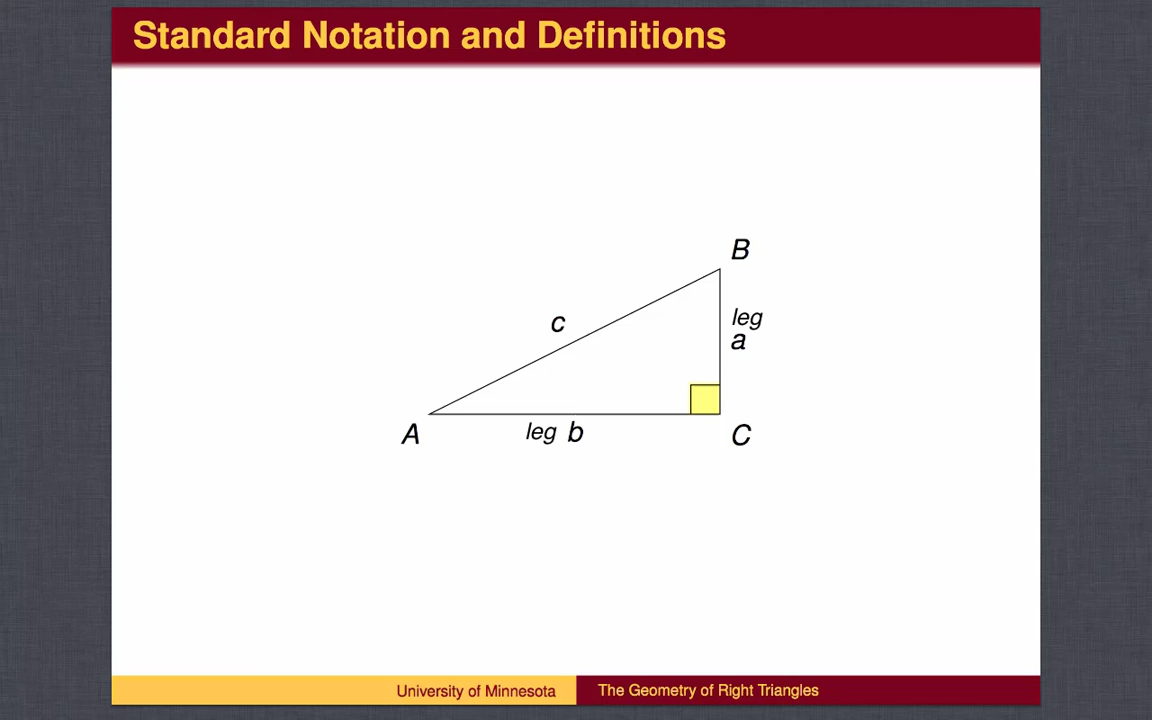 Standard Notation and Definitions
B
c
leg
a
A
leg b
C
University of Minnesota
The Geometry of Right Triangles